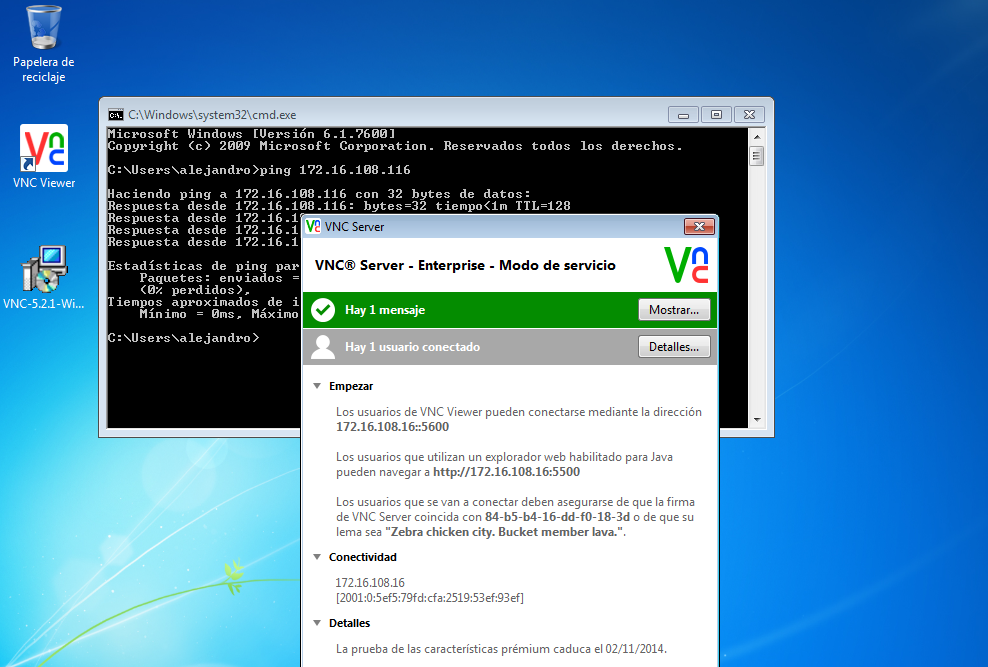 Papelera de
reciclaje
VNC Viewer
VNC-5.2.1-Wi...
C:\Windows\system32\cmd.exe
Microsoft Windows [Versión 6.1.7600]
Copyright (c) 2009 Microsoft Corporation. Reservados todos los derechos.
C:\Users\alejandro>ping 172.16.108.116
Haciendo ping a 172.16.108.116 con 32 bytes de datos:
Respuesta desde 172.16.108.116: bytes=32 tiempo<1m TTL=128
Respuesta desde 172.16.1
Respuesta desde 172.16.1
Respuesta desde 172.16.1
Estadísticas de ping par
Paquetes: enviados =
(0% perdidos),
Tiempos aproximados de i
Mínimo = 0ms, Máximo
C:\Users\alejandro>
VNC Server
VNC® Server - Enterprise - Modo de servicio
Hay 1 mensaje
Mostrar...
Hay 1 usuario conectado
Detalles...
Empezar
Los usuarios de VNC Viewer pueden conectarse mediante la dirección
172.16.108.16::5600
Los usuarios que utilizan un explorador web habilitado para Java
pueden navegar a http://172.16.108.16:5500
Los usuarios que se van a conectar deben asegurarse de que la firma
de VNC Server coincida con 84-b5-b4-16-dd-f0-18-3d o de que su
lema sea "Zebra chicken city. Bucket member lava.".
Conectividad
172.16.108.16
[2001:0:5ef5:79fd:cfa:2519:53ef:93ef]
Detalles
La prueba de las características prémium caduca el 02/11/2014.